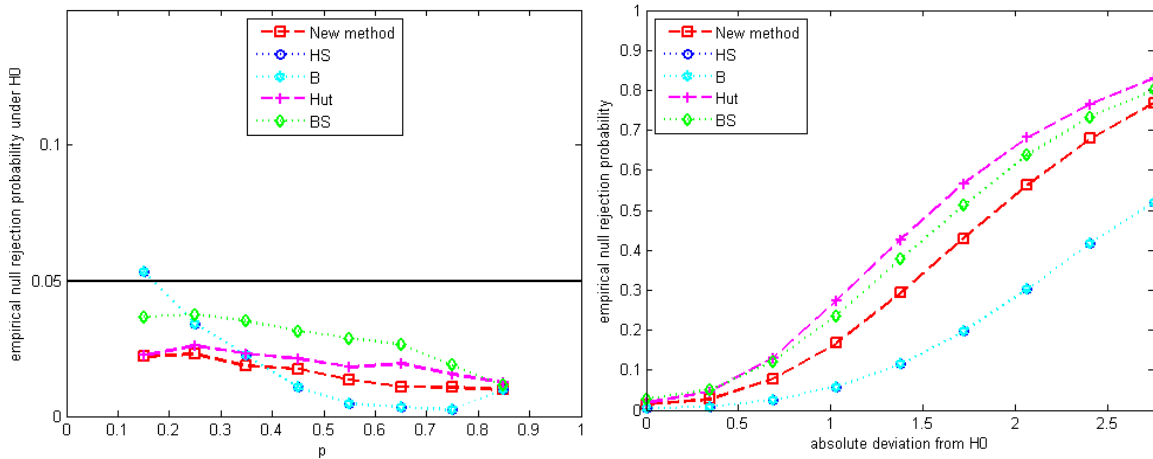 empirical null rejection probability under H0
0.1
0.05
0
New method
HS
B
Hut
BS
0 0.1 0.2 0.3 0.4 0.5 0.6 0.7 0.8 0.9 1
p
empirical null rejection probability
1
0.9
0.8
0.7
0.6
0.5
0.4
0.3
0.2
0.1
0
New method
HS
B
Hut
BS
0 0.5 1 1.5 2 2.5
absolute deviation from H0